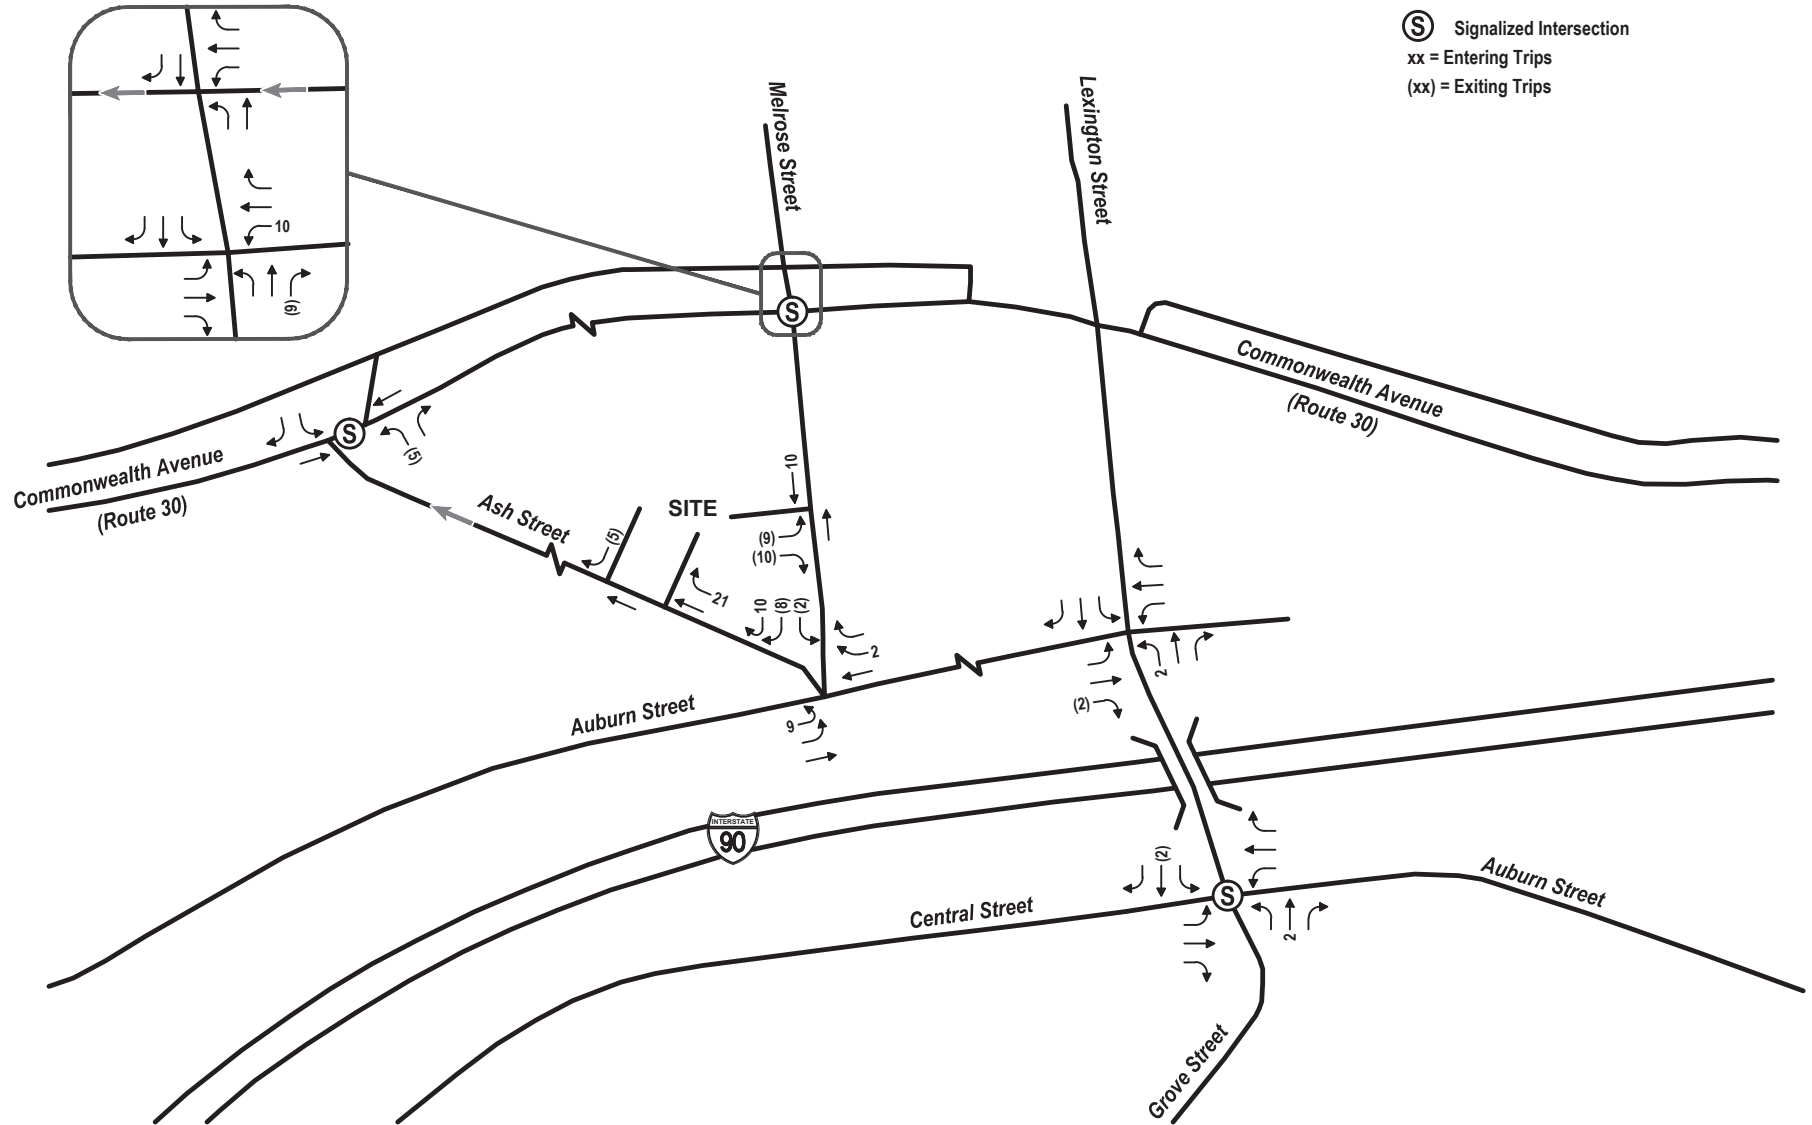 S Signalized Intersection
xx = Entering Trips
(xx) = Exiting Trips
Melrose Street
Lexington Street
10
(9)
S
S
Commonwealth Avenue
(Route 30)
Commonwealth Avenue
(Route 30)
(5)
10
Ash Street
SITE
(5)
(9)
(10)
21
10
(8)
(2)
2
2
(2)
Auburn Street
9
INTERSTATE
90
(2)
S
2
Auburn Street
Central Street
Grove Street